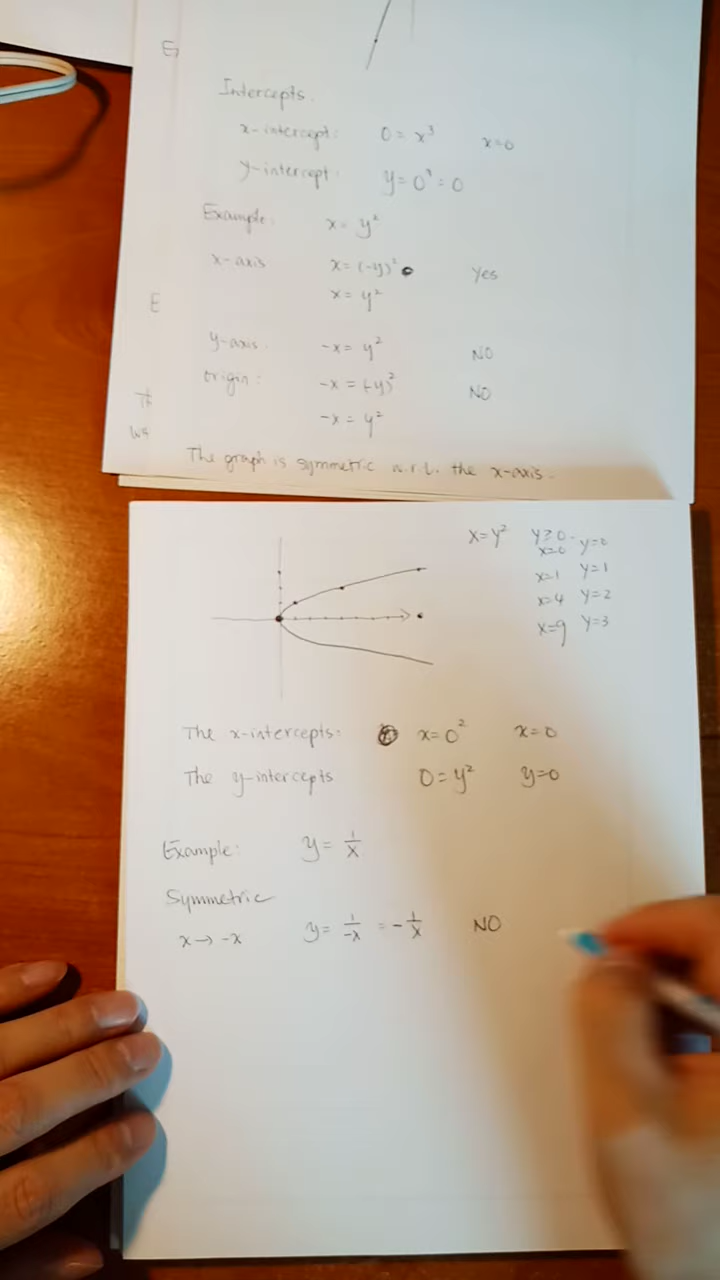 E
Intercepts.
x-intercept: 0 = x³ x=0
y-intercept: y = 0³ = 0
Example: x = y²
x-axis x = (-y)² Yes
x = y²
E
y-axis: -x = y² NO
origin: -x = (-y)² NO
-x = y²
The graph is symmetric w.r.t. the x-axis.
x=y² y≥0
x=0 y=0
x=1 y=1
x=4 y=2
x=9 y=3
The x-intercepts: x=0² x=0
The y-intercepts 0=y² y=0
Example: y = 1/x
Symmetric
x → -x y = 1/-x = -1/x NO